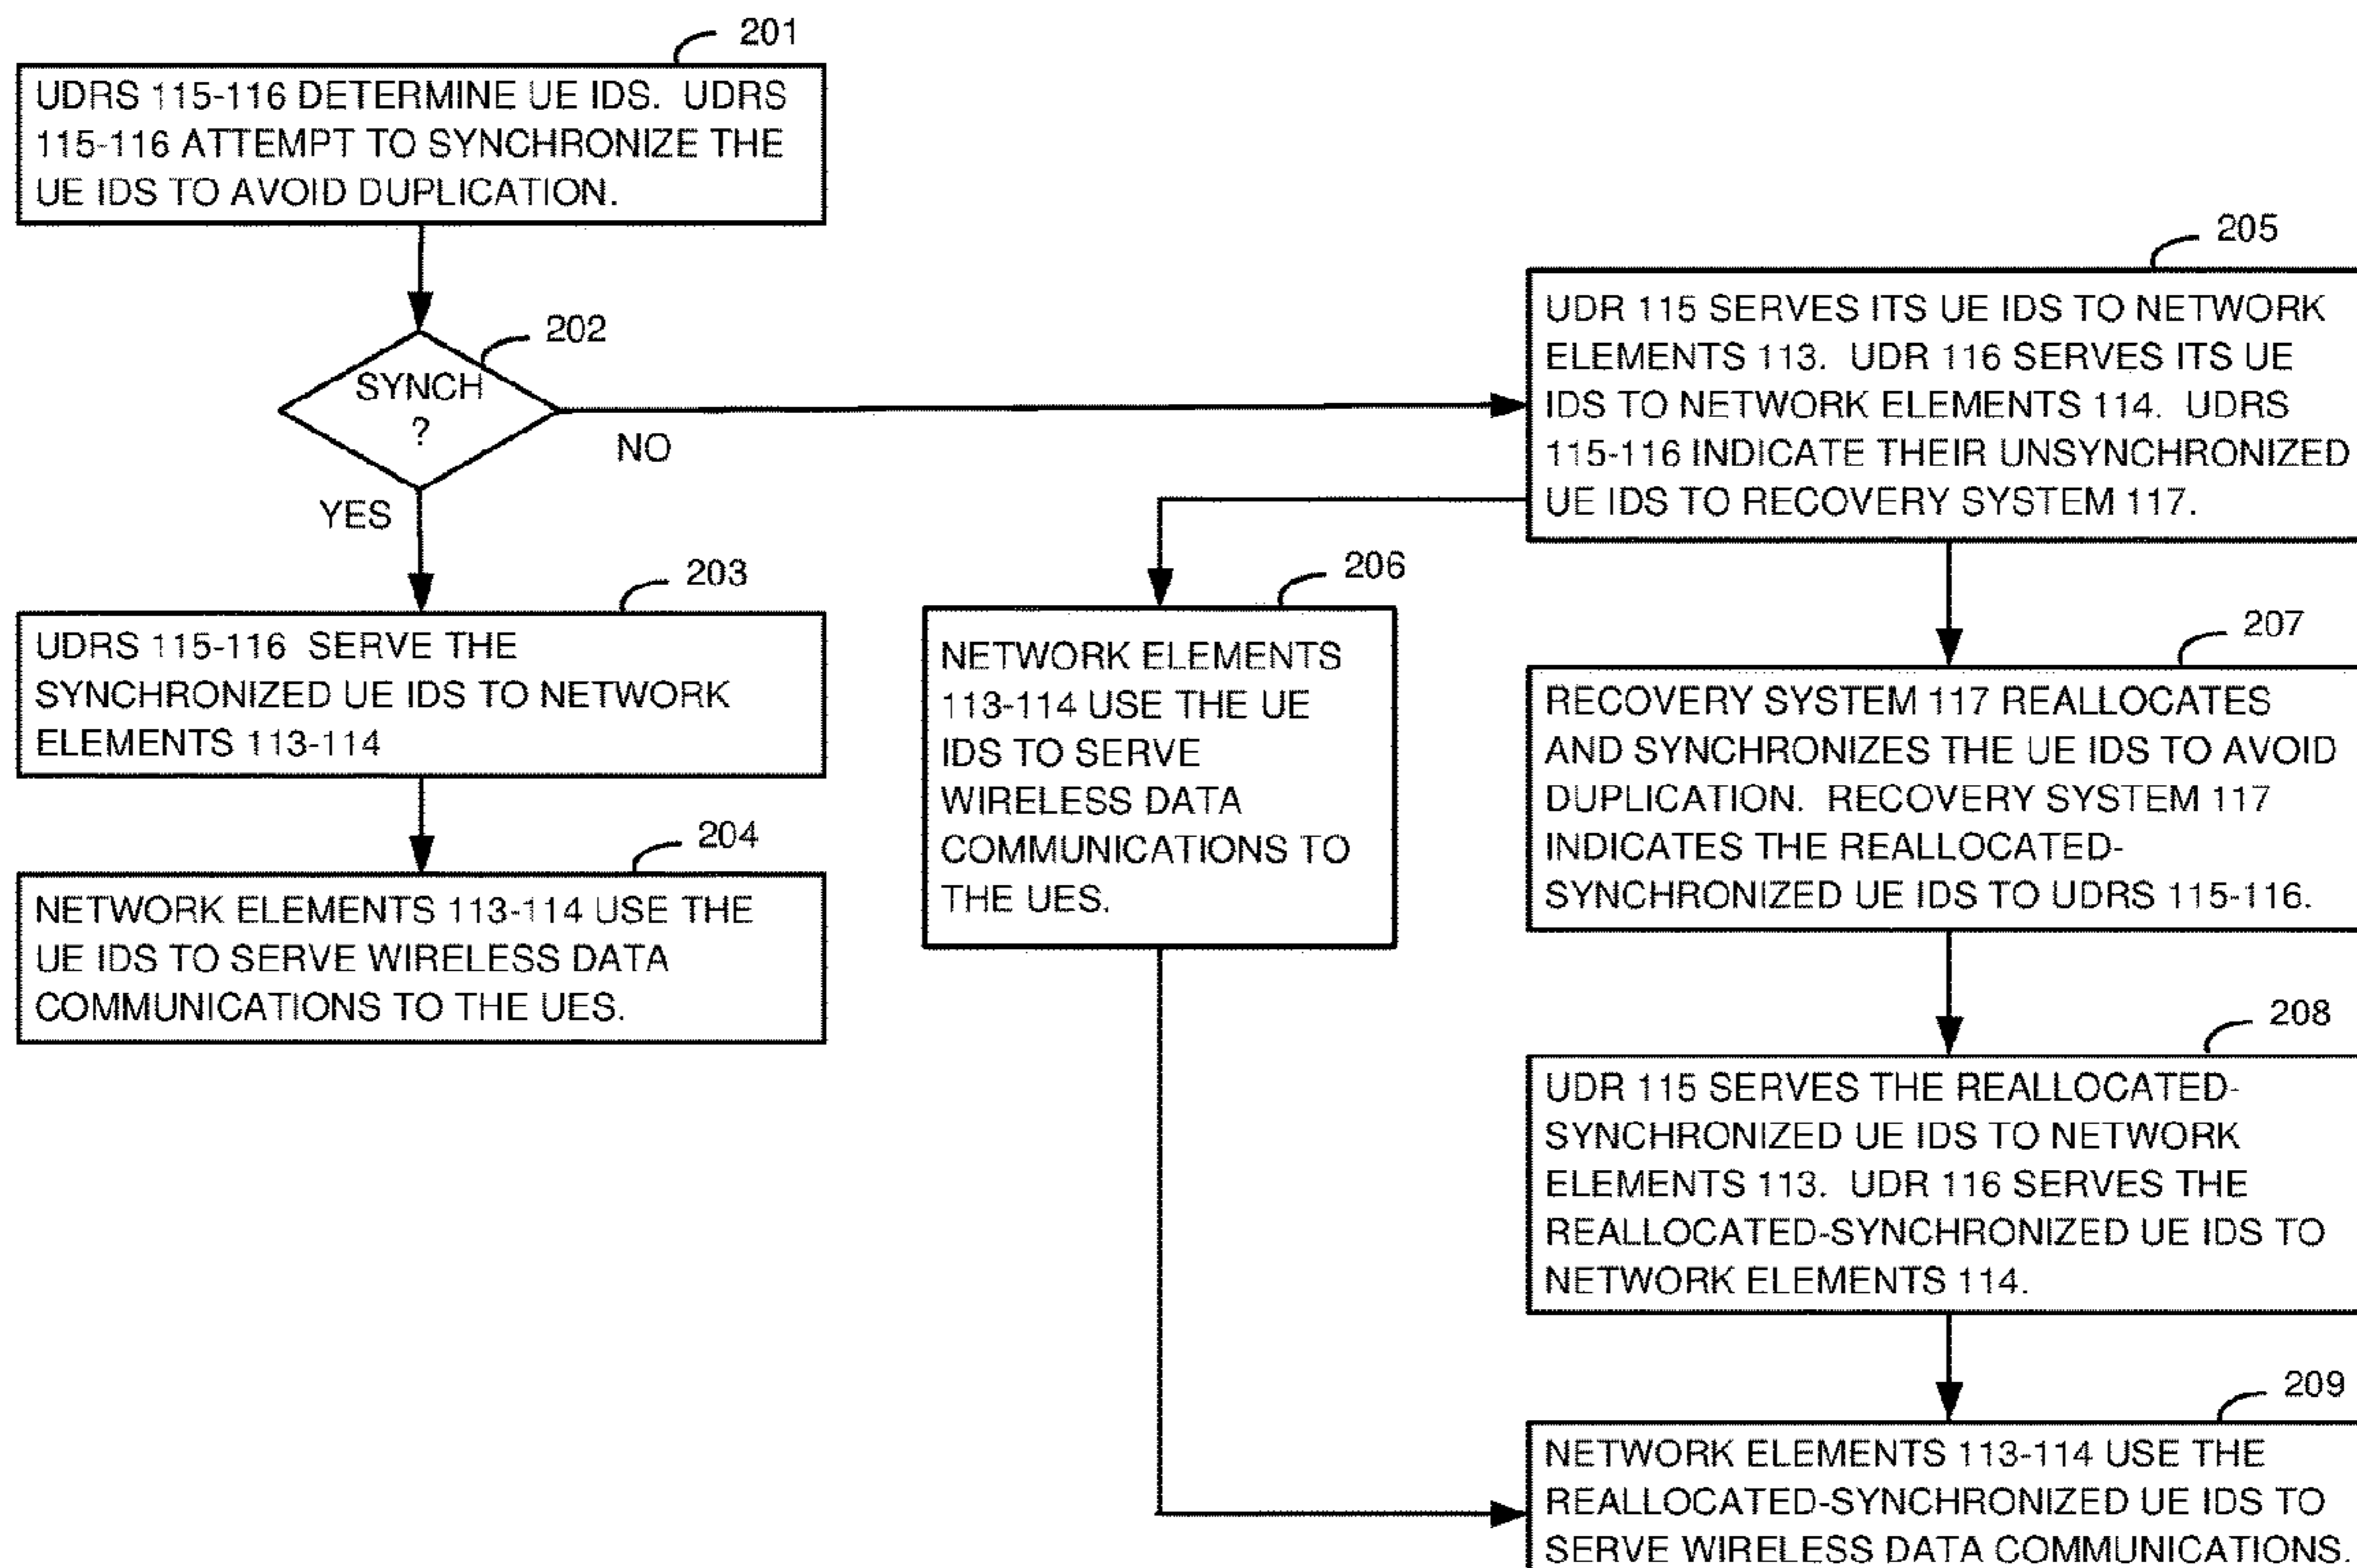 201
UDRS 115-116 DETERMINE UE IDS. UDRS
115-116 ATTEMPT TO SYNCHRONIZE THE
UE IDS TO AVOID DUPLICATION.
202
SYNCH
?
NO
YES
203
UDRS 115-116 SERVE THE
SYNCHRONIZED UE IDS TO NETWORK
ELEMENTS 113-114
204
NETWORK ELEMENTS 113-114 USE THE
UE IDS TO SERVE WIRELESS DATA
COMMUNICATIONS TO THE UES.
205
UDR 115 SERVES ITS UE IDS TO NETWORK
ELEMENTS 113. UDR 116 SERVES ITS UE
IDS TO NETWORK ELEMENTS 114. UDRS
115-116 INDICATE THEIR UNSYNCHRONIZED
UE IDS TO RECOVERY SYSTEM 117.
206
NETWORK ELEMENTS
113-114 USE THE UE
IDS TO SERVE
WIRELESS DATA
COMMUNICATIONS TO
THE UES.
207
RECOVERY SYSTEM 117 REALLOCATES
AND SYNCHRONIZES THE UE IDS TO AVOID
DUPLICATION. RECOVERY SYSTEM 117
INDICATES THE REALLOCATED-
SYNCHRONIZED UE IDS TO UDRS 115-116.
208
UDR 115 SERVES THE REALLOCATED-
SYNCHRONIZED UE IDS TO NETWORK
ELEMENTS 113. UDR 116 SERVES THE
REALLOCATED-SYNCHRONIZED UE IDS TO
NETWORK ELEMENTS 114.
209
NETWORK ELEMENTS 113-114 USE THE
REALLOCATED-SYNCHRONIZED UE IDS TO
SERVE WIRELESS DATA COMMUNICATIONS.